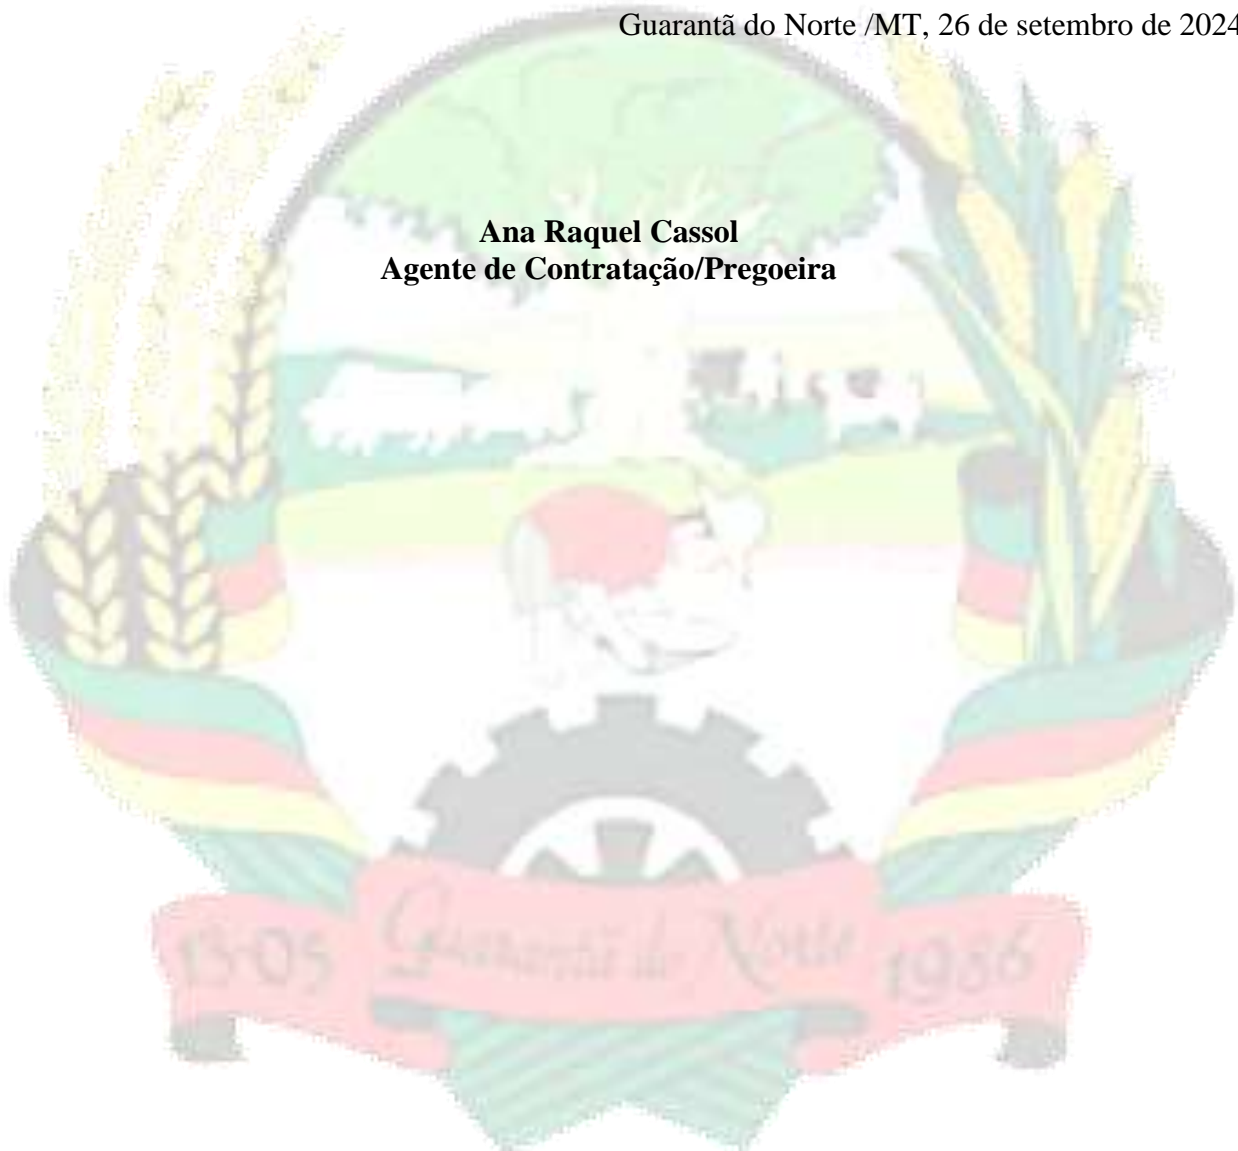 Guarantã do Norte /MT, 26 de setembro de 2024
Ana Raquel Cassol
Agente de Contratação/Pregoeira
13-05 Guarantã do Norte 1986